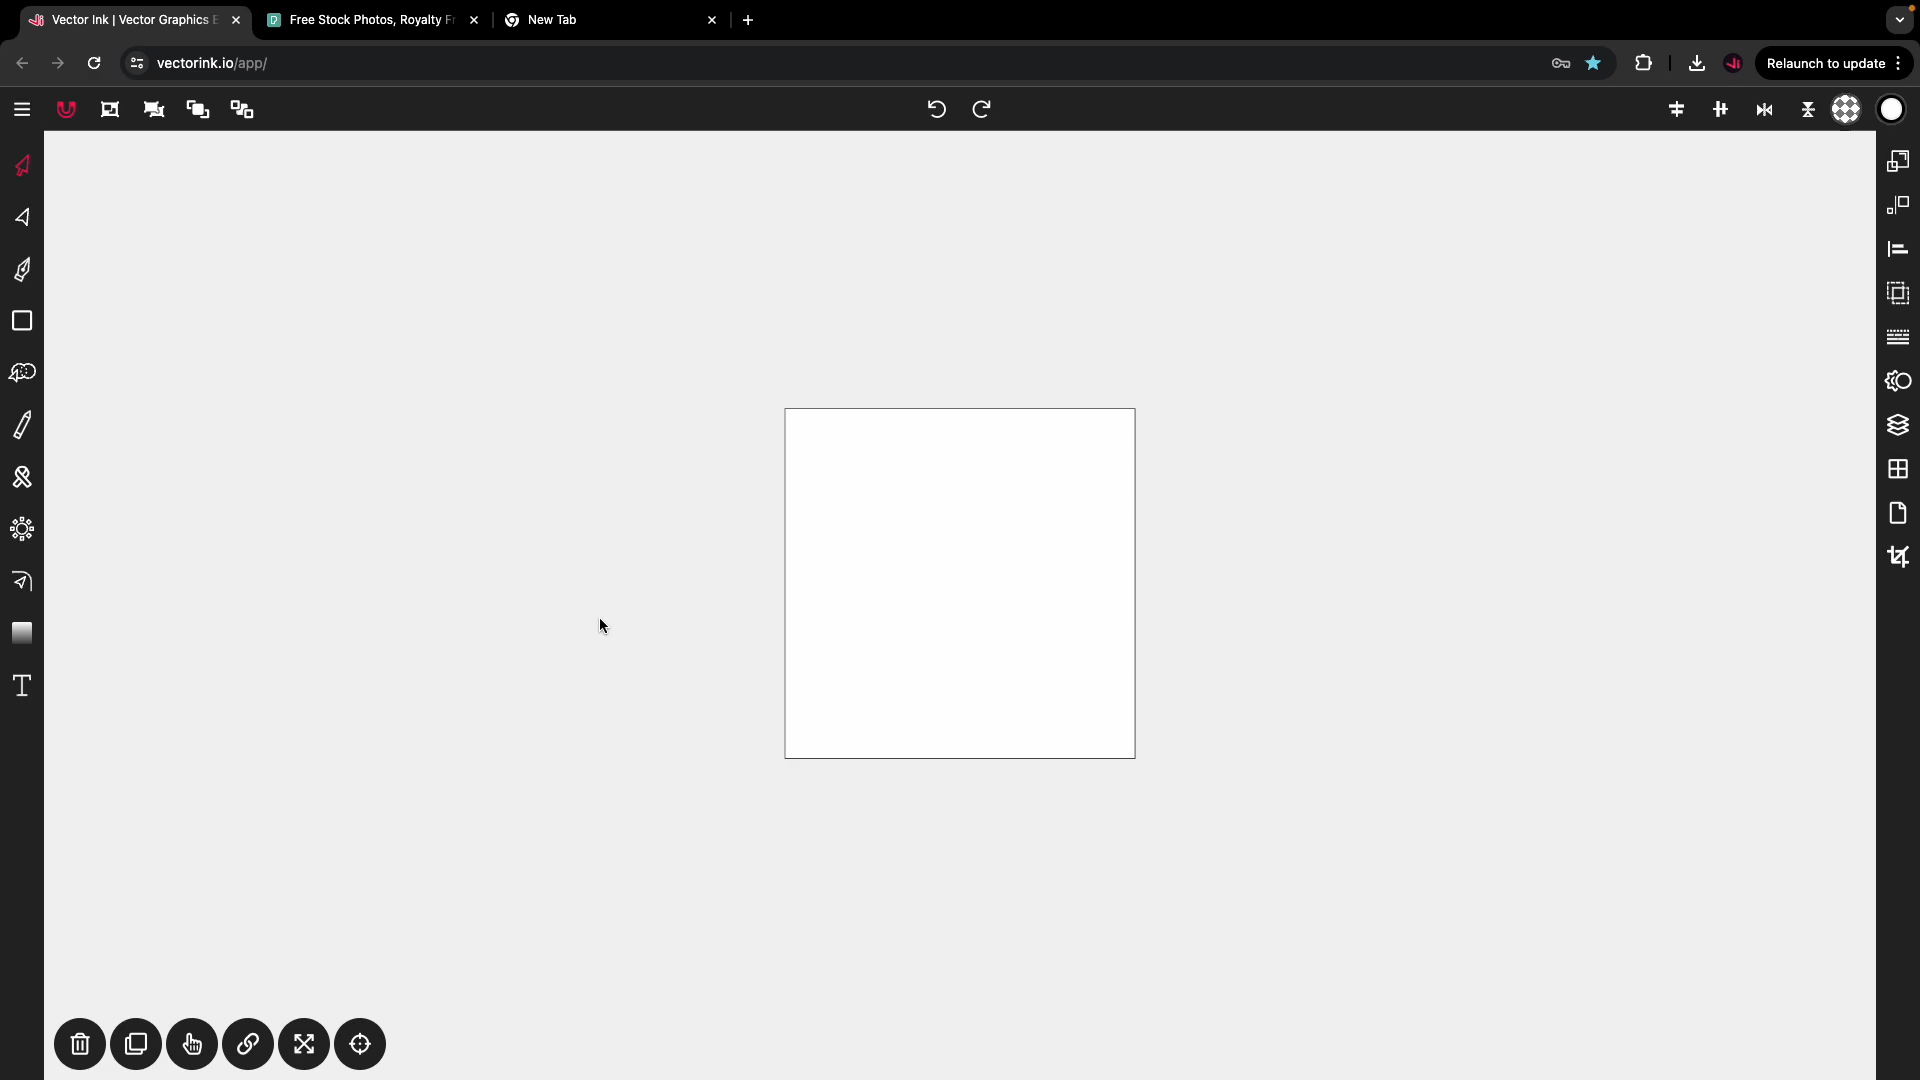 Vector Ink | Vector Graphics E
Free Stock Photos, Royalty Fr
New Tab
vectorink.io/app/
Relaunch to update